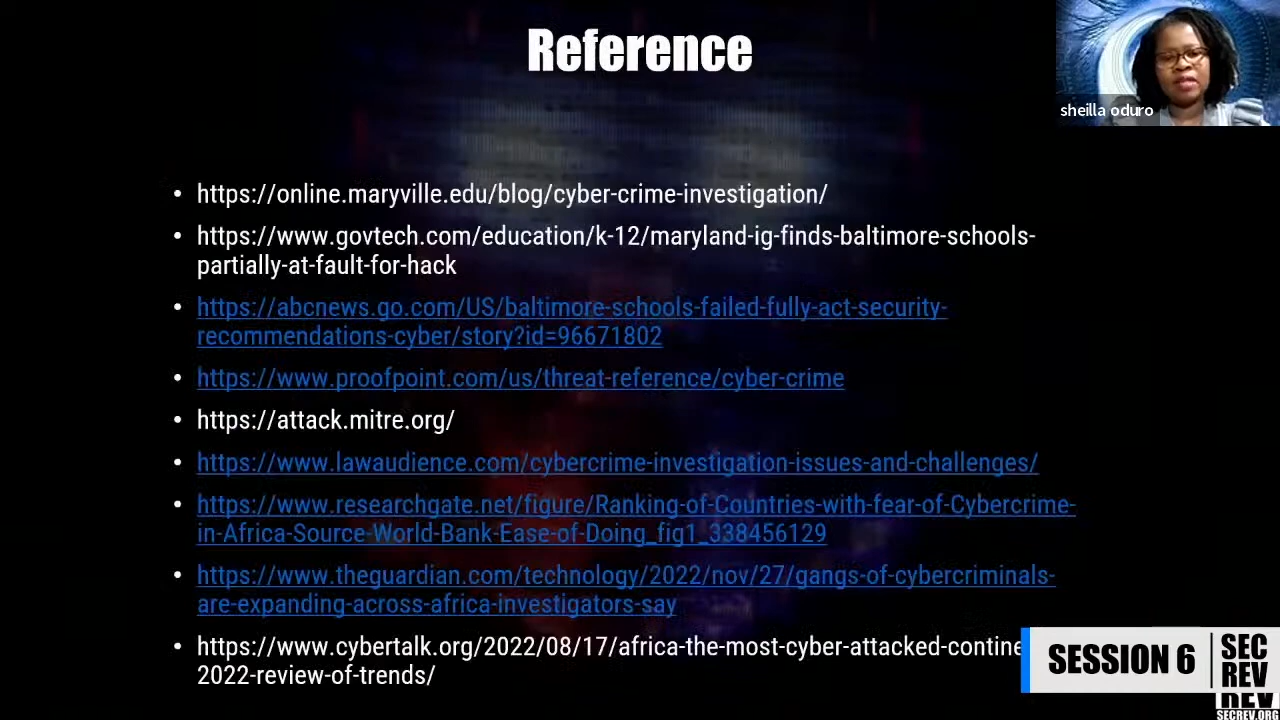 Reference
sheilla oduro
• https://online.maryville.edu/blog/cyber-crime-investigation/
• https://www.govtech.com/education/k-12/maryland-ig-finds-baltimore-schools-
partially-at-fault-for-hack
• https://abcnews.go.com/US/baltimore-schools-failed-fully-act-security-
recommendations-cyber/story?id=96671802
• https://www.proofpoint.com/us/threat-reference/cyber-crime
• https://attack.mitre.org/
• https://www.lawaudience.com/cybercrime-investigation-issues-and-challenges/
• https://www.researchgate.net/figure/Ranking-of-Countries-with-fear-of-Cybercrime-
in-Africa-Source-World-Bank-Ease-of-Doing_fig1_338456129
• https://www.theguardian.com/technology/2022/nov/27/gangs-of-cybercriminals-
are-expanding-across-africa-investigators-say
• https://www.cybertalk.org/2022/08/17/africa-the-most-cyber-attacked-contine
2022-review-of-trends/
SESSION 6
SEC
REV
REV
SECREV.ORG